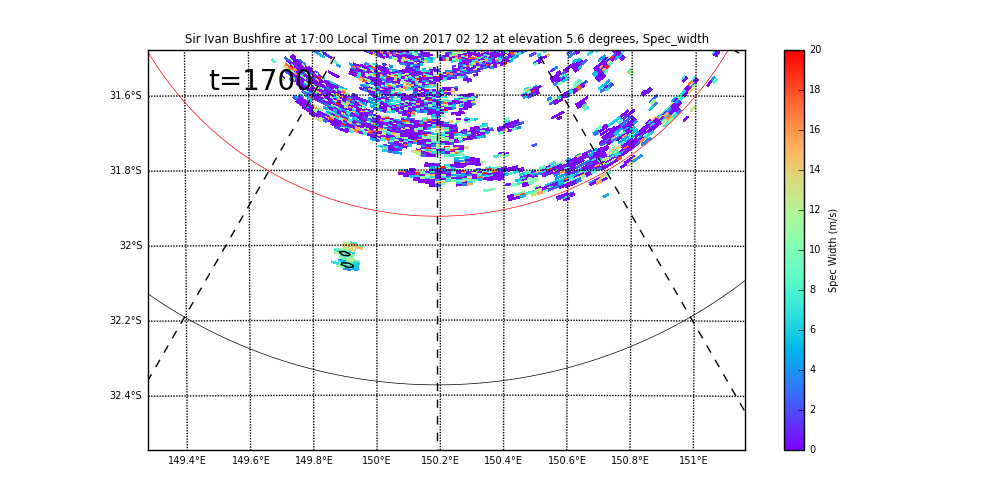 Sir Ivan Bushfire at 17:00 Local Time on 2017 02 12 at elevation 5.6 degrees, Spec_width
t=1700
31.6°S
31.8°S
32°S
32.2°S
32.4°S
149.4°E 149.6°E 149.8°E 150°E 150.2°E 150.4°E 150.6°E 150.8°E 151°E
20
18
16
14
12
10
8
6
4
2
0
Spec Width (m/s)